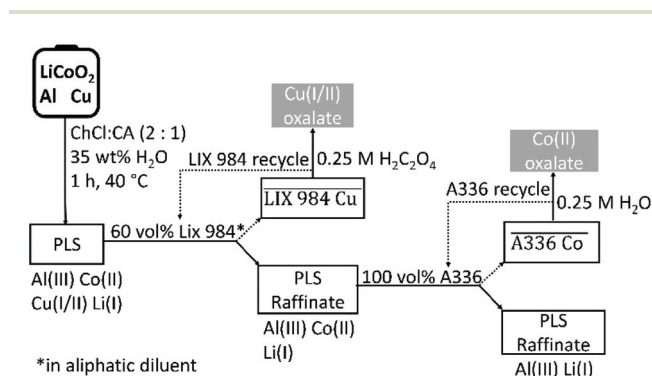 LiCoO₂
Al Cu
ChCl:CA (2 : 1)
35 wt% H₂O
1 h, 40 °C
PLS
Al(III) Co(II)
Cu(I/II) Li(I)
60 vol% Lix 984*
LIX 984 recycle
Cu(I/II)
oxalate
0.25 M H₂C₂O₄
LIX 984 Cu
PLS
Raffinate
Al(III) Co(II)
Li(I)
100 vol% A336
A336 recycle
Co(II)
oxalate
0.25 M H₂O
A336 Co
PLS
Raffinate
Al(III) Li(I)
*in aliphatic diluent